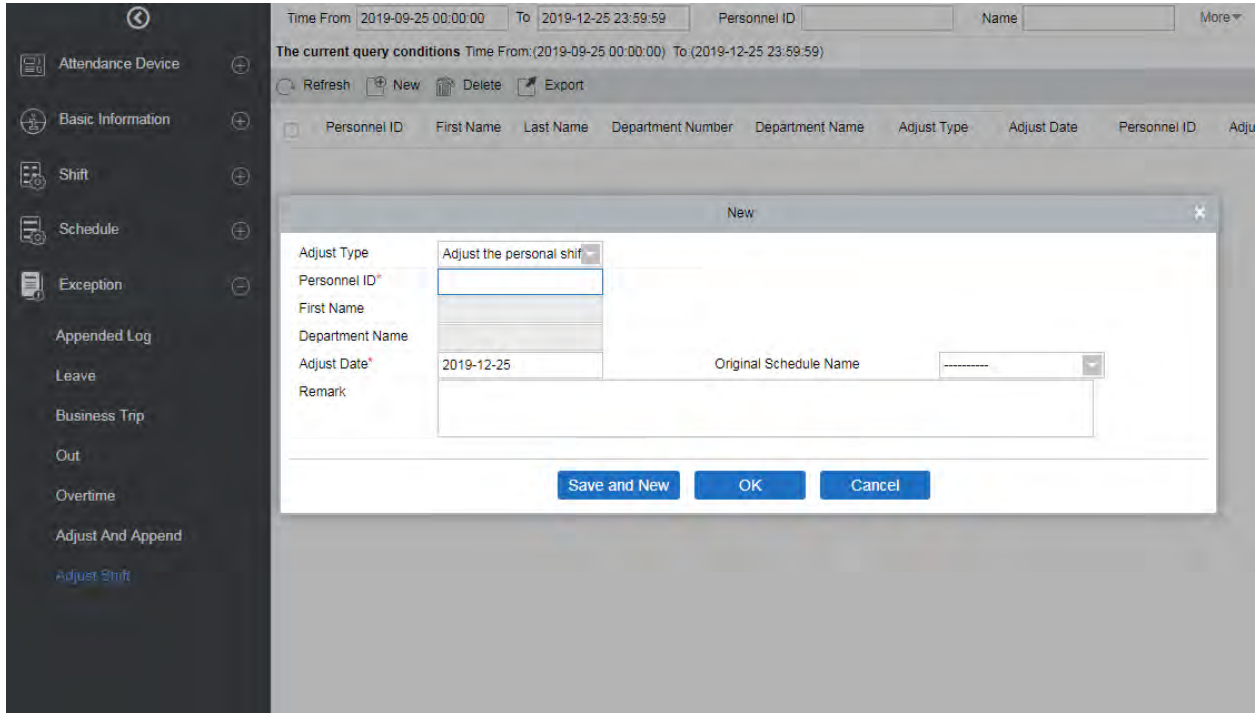 Time From 2019-09-25 00:00:00 To 2019-12-25 23:59:59 Personnel ID Name More
The current query conditions Time From:(2019-09-25 00:00:00) To:(2019-12-25 23:59:59)
Refresh New Delete Export
Personnel ID First Name Last Name Department Number Department Name Adjust Type Adjust Date Personnel ID Adju
Attendance Device
Basic Information
Shift
Schedule
Exception
Appended Log
Leave
Business Trip
Out
Overtime
Adjust And Append
Adjust Shift
New
Adjust Type Adjust the personal shif
Personnel ID*
First Name
Department Name
Adjust Date* 2019-12-25 Original Schedule Name ----------
Remark
Save and New OK Cancel